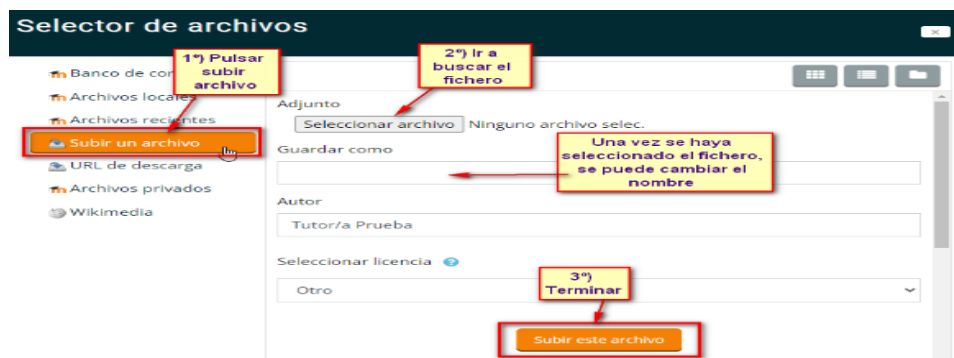 Selector de archivos
1º) Pulsar
subir
archivo
2º) Ir a
buscar el
fichero
Banco de con
Archivos locales
Archivos recientes
Subir un archivo
URL de descarga
Archivos privados
Wikimedia
Adjunto
Seleccionar archivo Ninguno archivo selec.
Guardar como
Una vez se haya
seleccionado el fichero,
se puede cambiar el
nombre
Autor
Tutor/a Prueba
Seleccionar licencia
Otro
3º)
Terminar
Subir este archivo